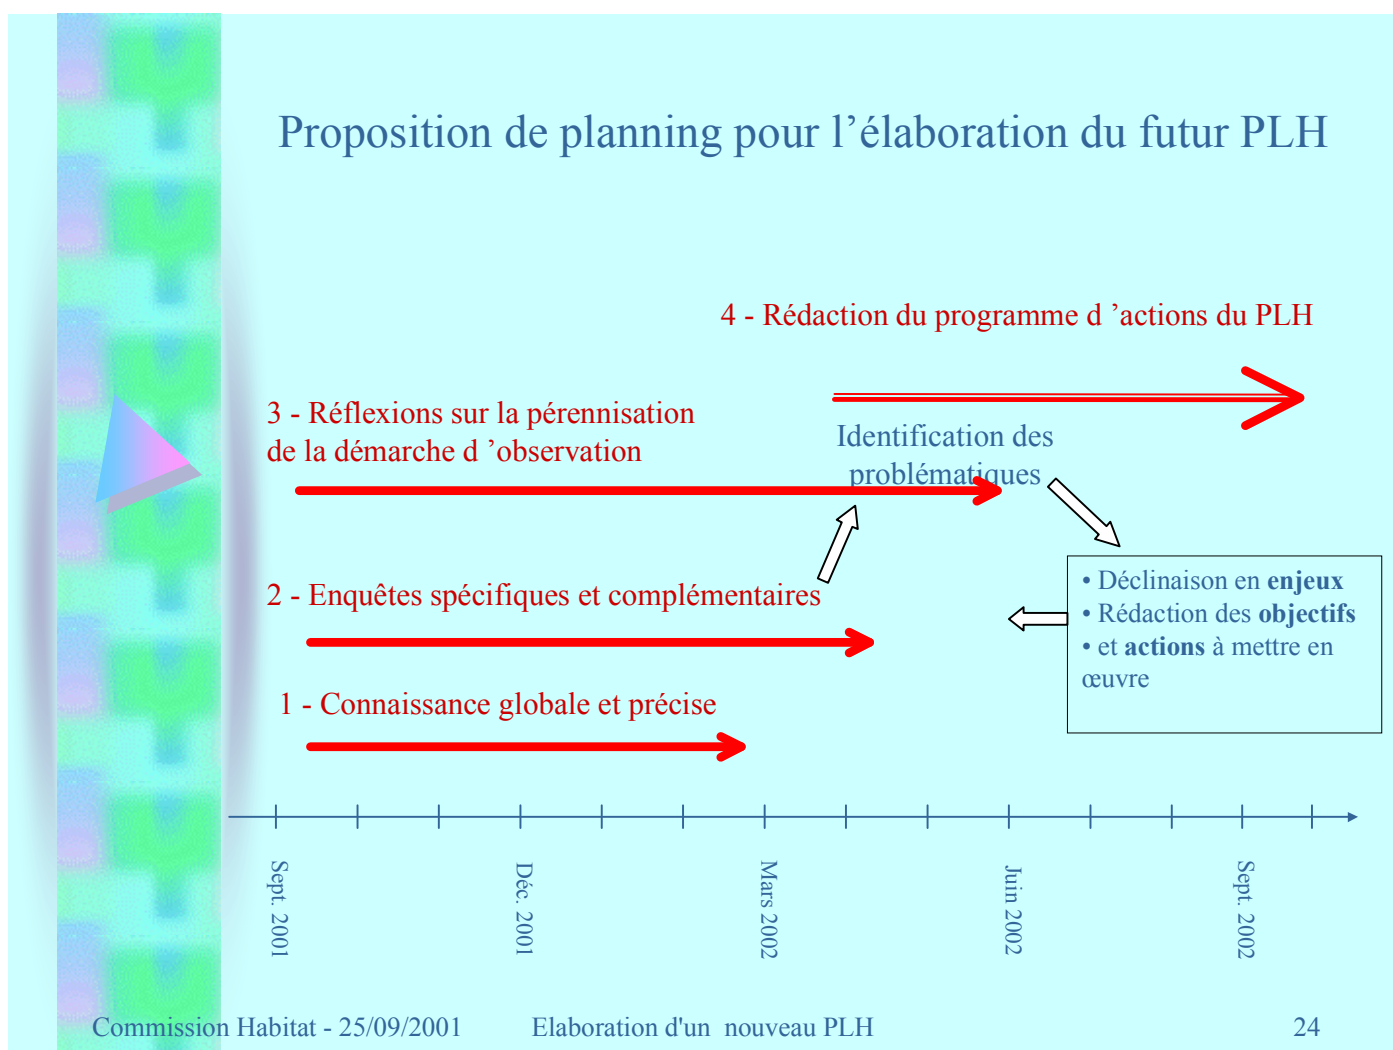 Proposition de planning pour l’élaboration du futur PLH
4 - Rédaction du programme d ’actions du PLH
3 - Réflexions sur la pérennisation
de la démarche d ’observation
Identification des
problématiques
2 - Enquêtes spécifiques et complémentaires
• Déclinaison en enjeux
• Rédaction des objectifs
• et actions à mettre en
œuvre
1 - Connaissance globale et précise
Sept. 2001
Déc. 2001
Mars 2002
Juin 2002
Sept. 2002
Commission Habitat - 25/09/2001
Elaboration d'un  nouveau PLH
24